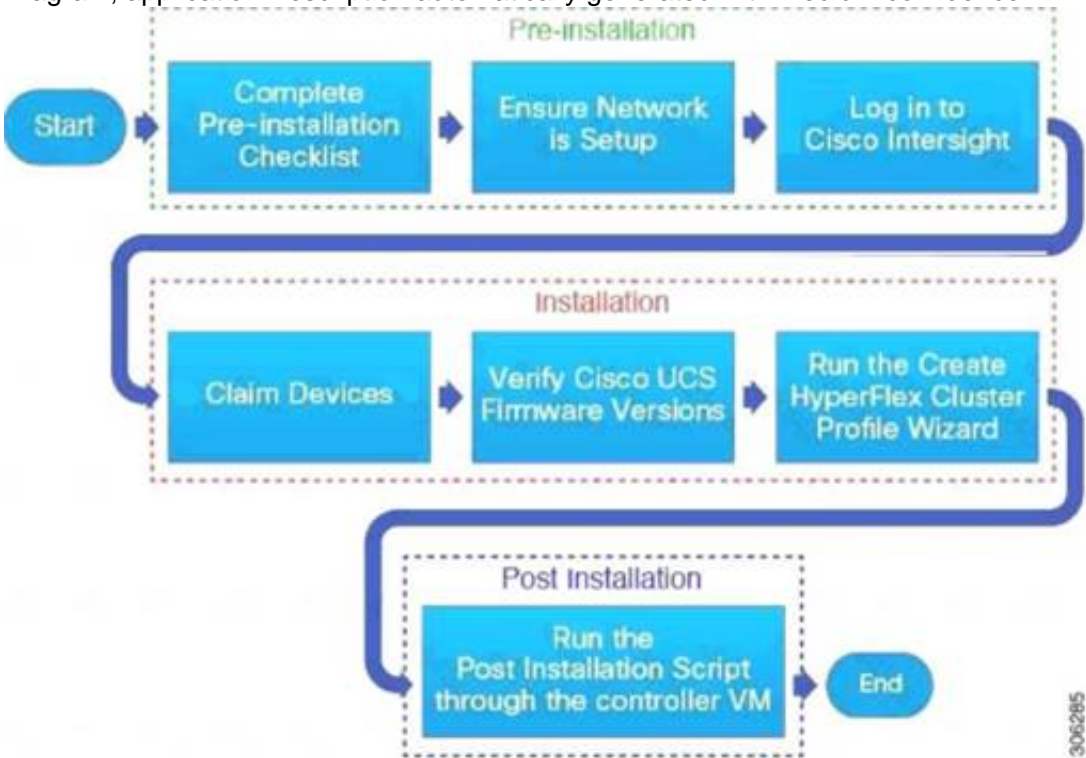 Pre-installation
Start
Complete
Pre-installation
Checklist
Ensure Network
is Setup
Log in to
Cisco Intersight
Installation
Claim Devices
Verify Cisco UCS
Firmware Versions
Run the Create
HyperFlex Cluster
Profile Wizard
Post Installation
Run the
Post Installation Script
through the controller VM
End
306285